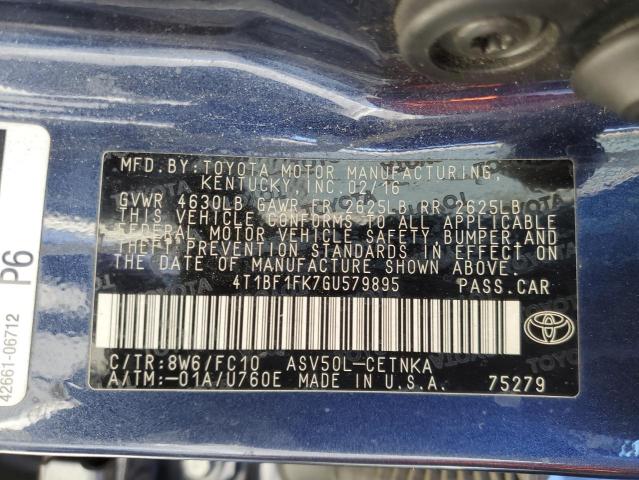 MFD. BY: TOYOTA MOTOR MANUFACTURING,
KENTUCKY, INC. 02/16
GVWR 4630LB GAWR FR 2625LB RR 2625LB
THIS VEHICLE CONFORMS TO ALL APPLICABLE
FEDERAL MOTOR VEHICLE SAFETY, BUMPER AND
THEFT PREVENTION STANDARDS IN EFFECT ON
THE DATE OF MANUFACTURE SHOWN ABOVE.
4T1BF1FK7GU579895 PASS.CAR
C/TR:8W6/FC10 ASV50L-CETNKA
A/TM:-01A/U760E MADE IN U.S.A. 75279
TOYOTA
P6
42661-06712